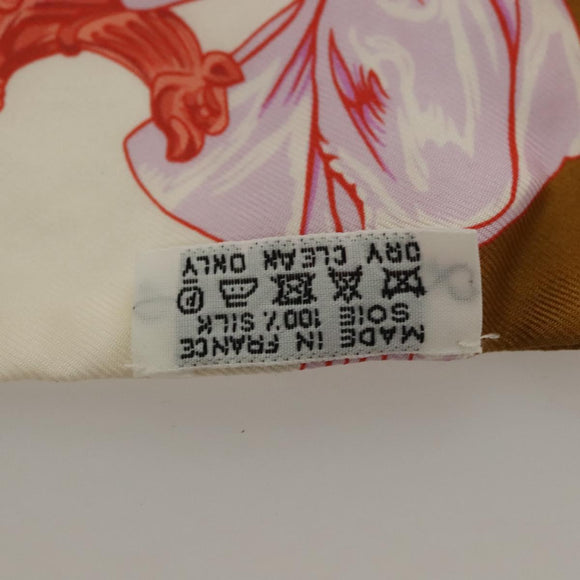 MADE IN FRANCE
SOIE 100% SILK
P
DRY CLEAN ONLY